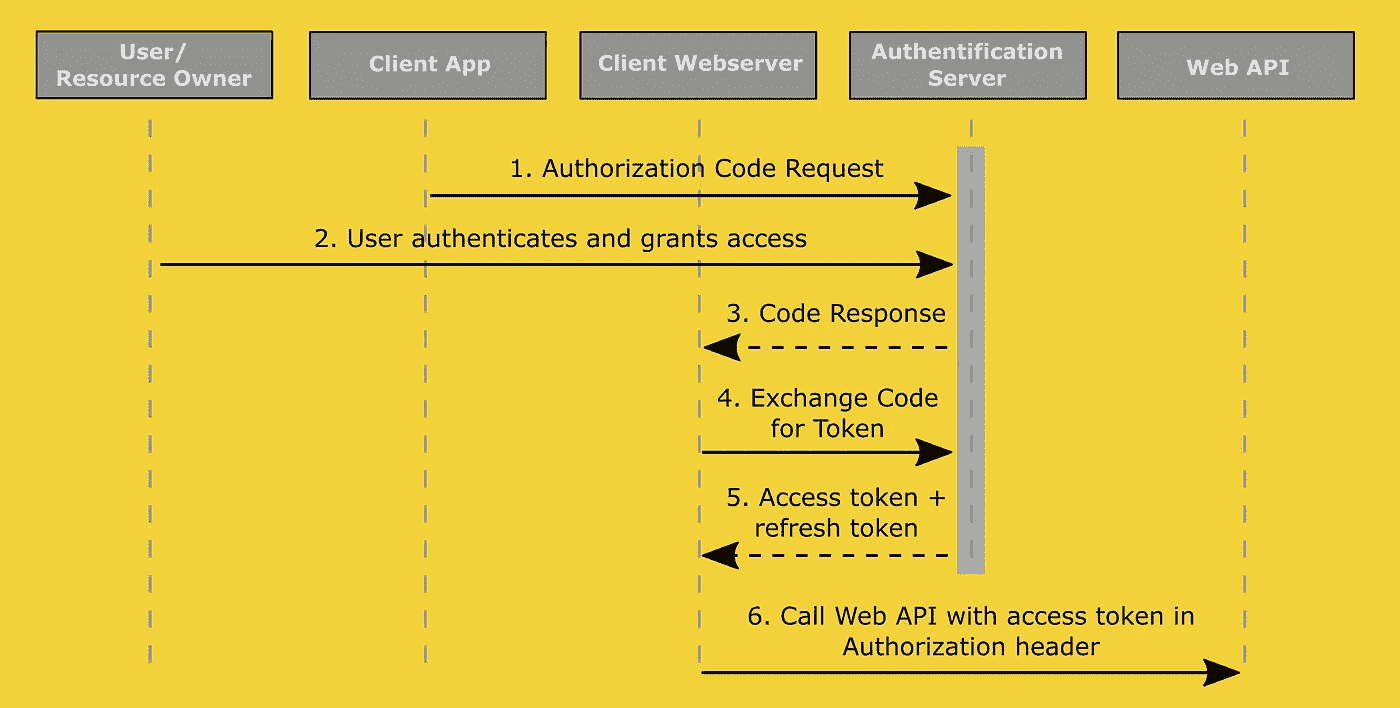 User/
Resource Owner
Client App
Client Webserver
Authentification
Server
Web API
1. Authorization Code Request
2. User authenticates and grants access
3. Code Response
4. Exchange Code
for Token
5. Access token +
refresh token
6. Call Web API with access token in
Authorization header